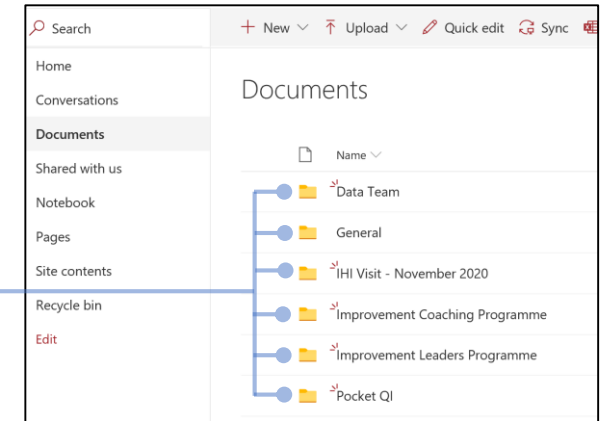 Search
Home
Conversations
Documents
Shared with us
Notebook
Pages
Site contents
Recycle bin
Edit
New
Upload
Quick edit
Sync
Documents
Name
Data Team
General
IHI Visit - November 2020
Improvement Coaching Programme
Improvement Leaders Programme
Pocket QI